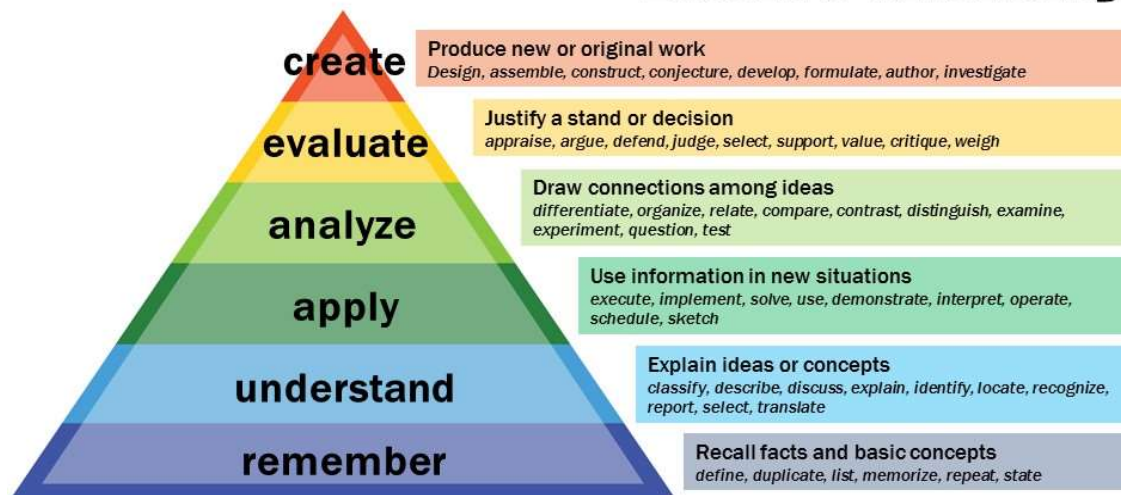 create
Produce new or original work
Design, assemble, construct, conjecture, develop, formulate, author, investigate
evaluate
Justify a stand or decision
appraise, argue, defend, judge, select, support, value, critique, weigh
analyze
Draw connections among ideas
differentiate, organize, relate, compare, contrast, distinguish, examine,
experiment, question, test
apply
Use information in new situations
execute, implement, solve, use, demonstrate, interpret, operate,
schedule, sketch
understand
Explain ideas or concepts
classify, describe, discuss, explain, identify, locate, recognize,
report, select, translate
remember
Recall facts and basic concepts
define, duplicate, list, memorize, repeat, state